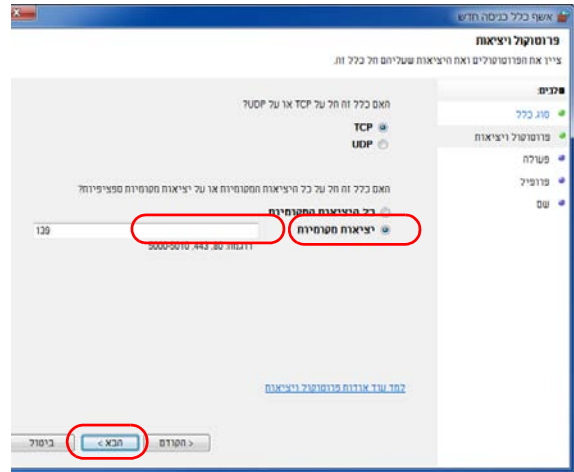 אשף כלל כניסה חדש
פרוטוקול ויציאות
ציין את הפרוטוקולים ואת היציאות שעליהם חל כלל זה.
שלבים:
סוג כלל
פרוטוקול ויציאות
פעולה
פרופיל
שם
האם כלל זה חל על TCP או על UDP?
TCP
UDP
האם כלל זה חל על כל היציאות המקומיות או על יציאות מקומיות ספציפיות?
כל היציאות המקומיות
יציאות מקומיות
139
דוגמה: 80, 443, 5000-5010
למד עוד אודות פרוטוקול ויציאות
< הקודם
הבא >
ביטול